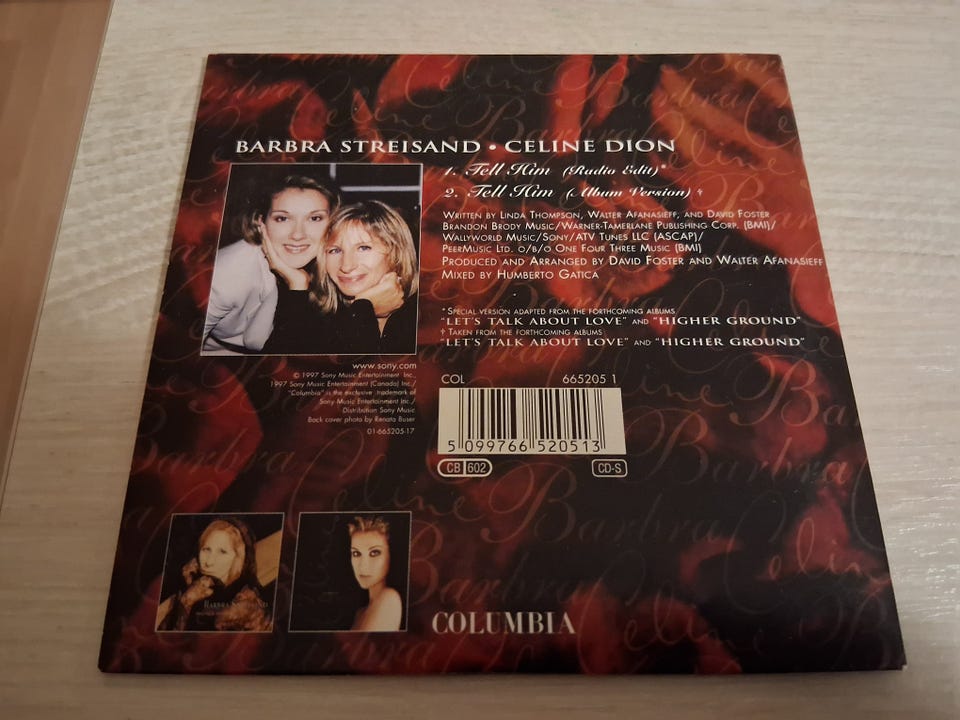 BARBRA STREISAND • CELINE DION
1. Tell Him (Radio Edit)*
2. Tell Him (Album Version) †
WRITTEN BY LINDA THOMPSON, WALTER AFANASIEFF, AND DAVID FOSTER
BRANDON BRODY MUSIC/WARNER-TAMERLANE PUBLISHING CORP. (BMI)/
WALLYWORLD MUSIC/SONY/ATV TUNES LLC (ASCAP)/
PEERMUSIC LTD. O/B/O ONE FOUR THREE MUSIC (BMI)
PRODUCED AND ARRANGED BY DAVID FOSTER AND WALTER AFANASIEFF
MIXED BY HUMBERTO GATICA
* SPECIAL VERSION ADAPTED FROM THE FORTHCOMING ALBUMS
"LET'S TALK ABOUT LOVE" AND "HIGHER GROUND"
† TAKEN FROM THE FORTHCOMING ALBUMS
"LET'S TALK ABOUT LOVE" AND "HIGHER GROUND"
www.sony.com
© 1997 Sony Music Entertainment Inc.
1997 Sony Music Entertainment (Canada) Inc./
"Columbia" is the exclusive trademark of
Sony Music Entertainment Inc./
Distribution Sony Music
Back cover photo by Renata Buser
01-665205-17
COL 665205 1
5 099766 520513
CB 602
CD-S
BARBRA STREISAND
COLUMBIA